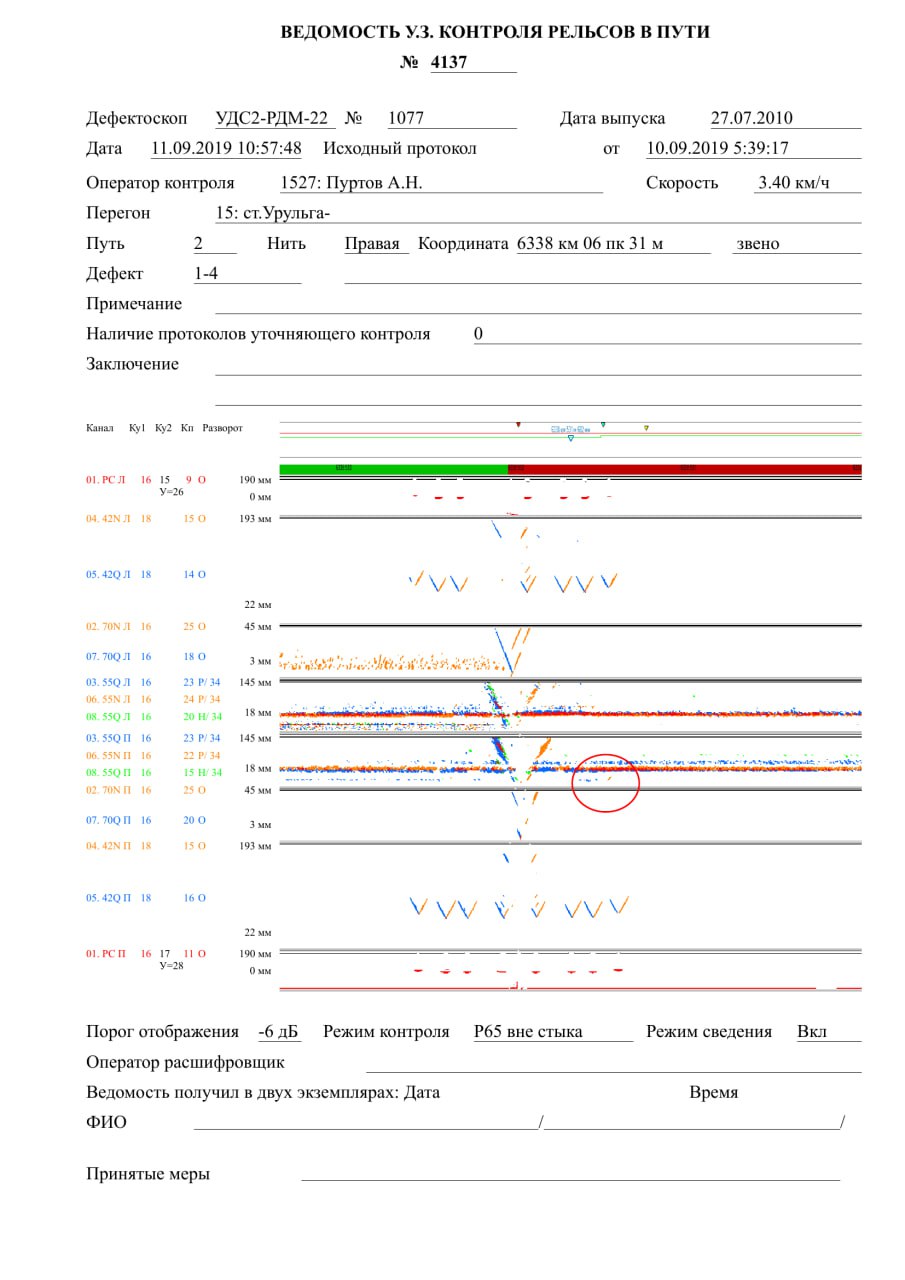 ВЕДОМОСТЬ У.З. КОНТРОЛЯ РЕЛЬСОВ В ПУТИ
№ 4137
Дефектоскоп УДС2-РДМ-22 № 1077 Дата выпуска 27.07.2010
Дата 11.09.2019 10:57:48 Исходный протокол от 10.09.2019 5:39:17
Оператор контроля 1527: Пуртов А.Н. Скорость 3.40 км/ч
Перегон 15: ст.Урульга-
Путь 2 Нить Правая Координата 6338 км 06 пк 31 м звено
Дефект 1-4
Примечание
Наличие протоколов уточняющего контроля 0
Заключение
Канал Ку1 Ку2 Кп Разворот
01. РС Л 16 15 9 О 190 мм
У=26 0 мм
04. 42N Л 18 15 О 193 мм
05. 42Q Л 18 14 О
22 мм
02. 70N Л 16 25 О 45 мм
07. 70Q Л 16 18 О 3 мм
03. 55Q Л 16 23 Р/ 34 145 мм
06. 55N Л 16 24 Р/ 34
08. 55Q Л 16 20 Н/ 34 18 мм
03. 55Q П 16 23 Р/ 34 145 мм
06. 55N П 16 22 Р/ 34
08. 55Q П 16 15 Н/ 34 18 мм
02. 70N П 16 25 О 45 мм
07. 70Q П 16 20 О 3 мм
04. 42N П 18 15 О 193 мм
05. 42Q П 18 16 О
22 мм
01. РС П 16 17 11 О 190 мм
У=28 0 мм
Порог отображения -6 дБ Режим контроля Р65 вне стыка Режим сведения Вкл
Оператор расшифровщик
Ведомость получил в двух экземплярах: Дата Время
ФИО / /
Принятые меры